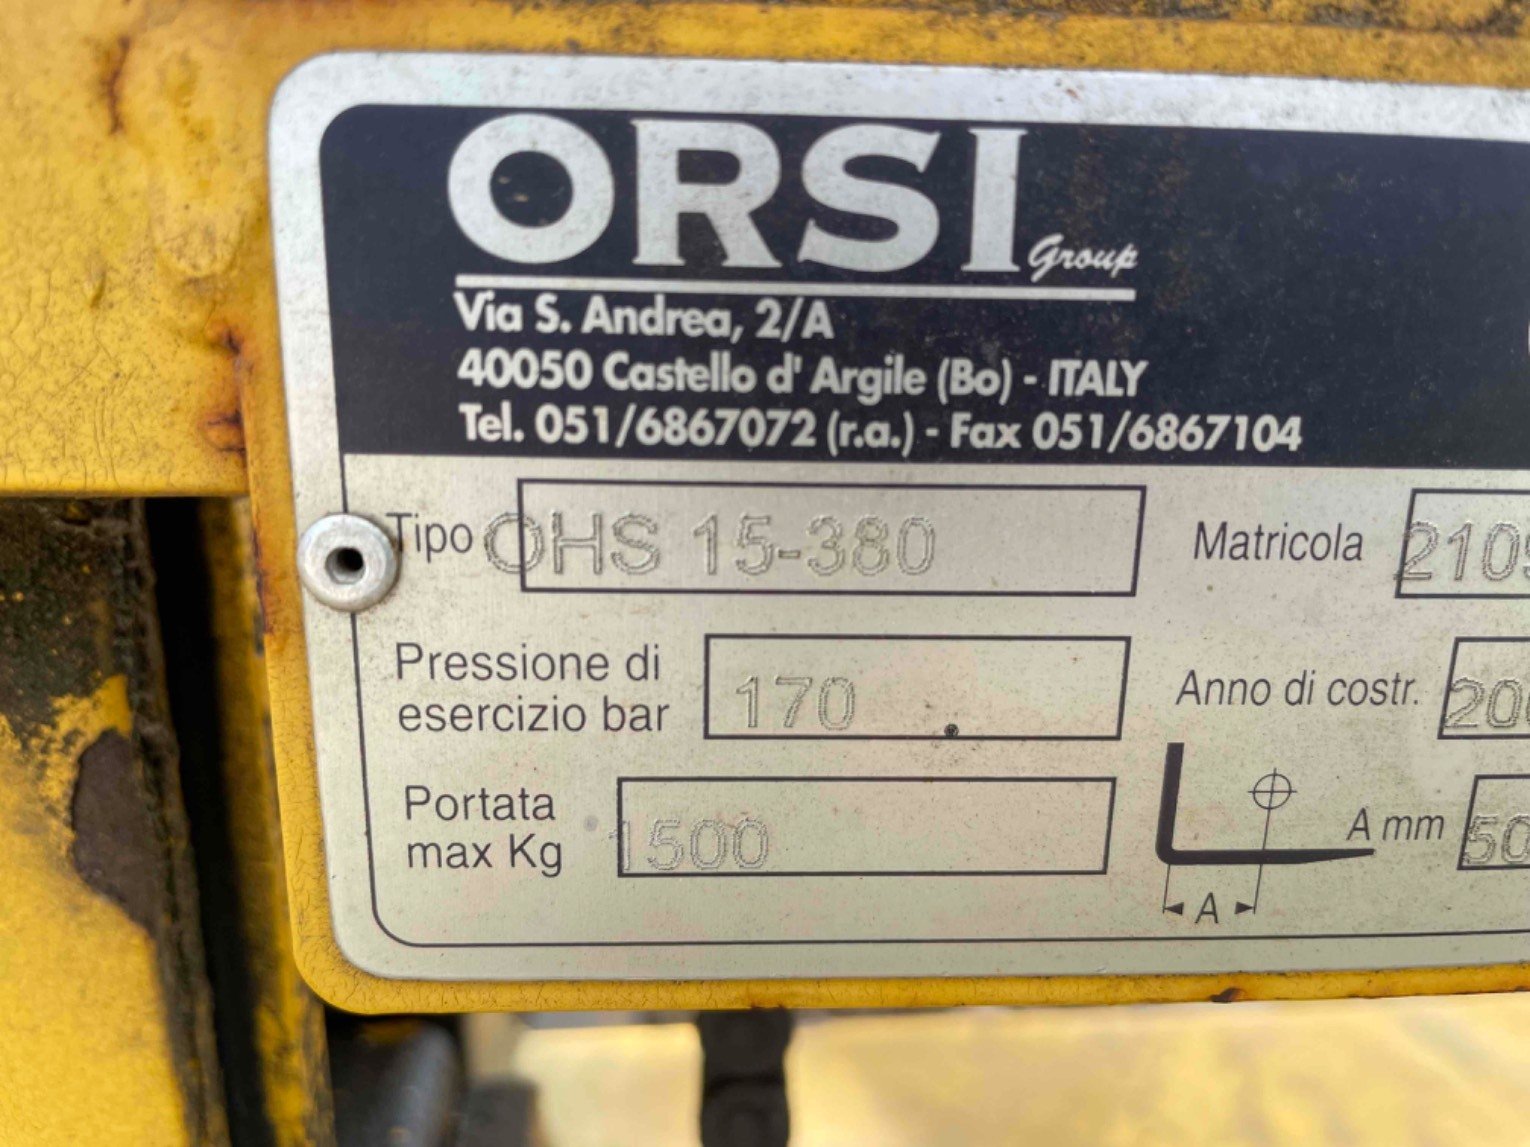 ORSI Group
Via S. Andrea, 2/A
40050 Castello d' Argile (Bo) - ITALY
Tel. 051/6867072 (r.a.) - Fax 051/6867104
Tipo OHS 15-380 Matricola
Pressione di
esercizio bar 170 Anno di costr.
Portata
max Kg 1500 A mm
A